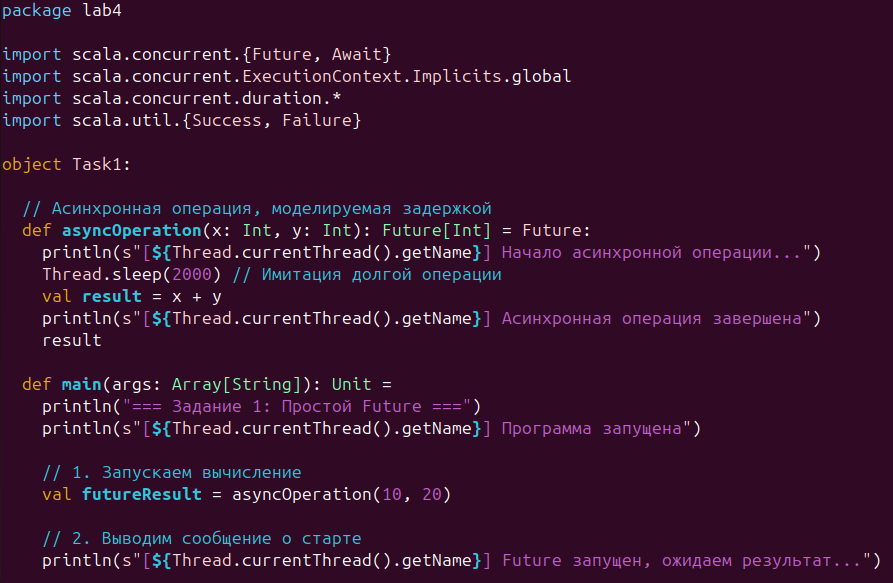 package lab4
import scala.concurrent.{Future, Await}
import scala.concurrent.ExecutionContext.Implicits.global
import scala.concurrent.duration.*
import scala.util.{Success, Failure}
object Task1:
  // Асинхронная операция, моделируемая задержкой
  def asyncOperation(x: Int, y: Int): Future[Int] = Future:
    println(s"[${Thread.currentThread().getName}] Начало асинхронной операции...")
    Thread.sleep(2000) // Имитация долгой операции
    val result = x + y
    println(s"[${Thread.currentThread().getName}] Асинхронная операция завершена")
    result
  def main(args: Array[String]): Unit =
    println("=== Задание 1: Простой Future ===")
    println(s"[${Thread.currentThread().getName}] Программа запущена")
    // 1. Запускаем вычисление
    val futureResult = asyncOperation(10, 20)
    // 2. Выводим сообщение о старте
    println(s"[${Thread.currentThread().getName}] Future запущен, ожидаем результат...")